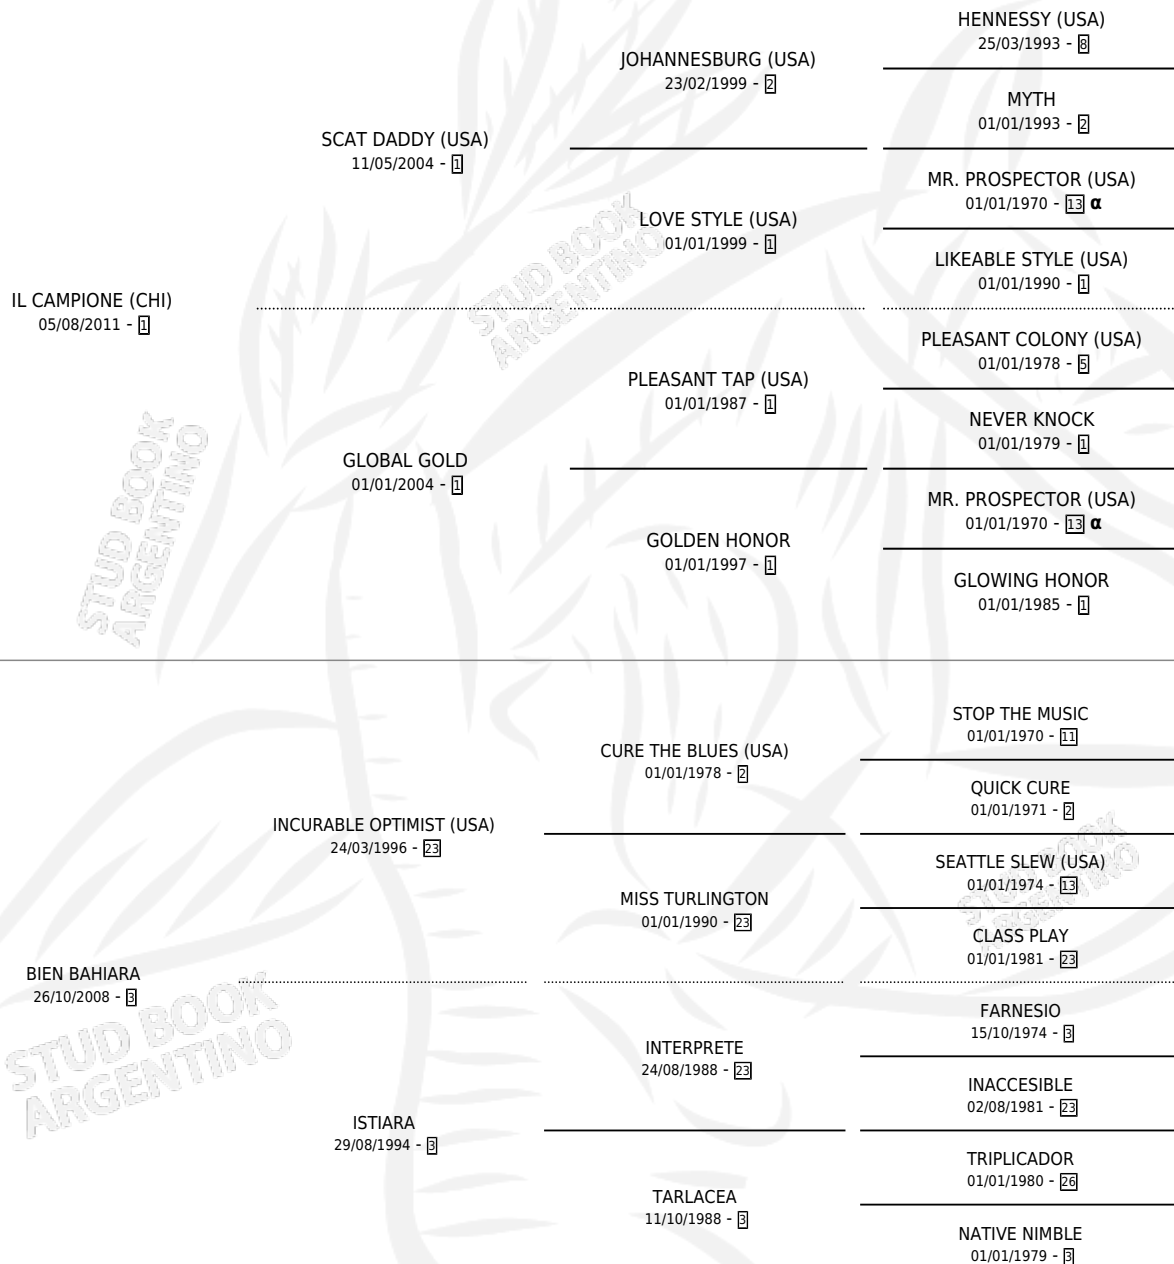 HENNESSY (USA)
25/03/1993 - 8
JOHANNESBURG (USA)
23/02/1999 - 2
MYTH
01/01/1993 - 2
SCAT DADDY (USA)
11/05/2004 - 1
MR. PROSPECTOR (USA)
01/01/1970 - 13 α
LOVE STYLE (USA)
01/01/1999 - 1
LIKEABLE STYLE (USA)
01/01/1990 - 1
IL CAMPIONE (CHI)
05/08/2011 - 1
PLEASANT COLONY (USA)
01/01/1978 - 5
PLEASANT TAP (USA)
01/01/1987 - 1
NEVER KNOCK
01/01/1979 - 1
GLOBAL GOLD
01/01/2004 - 1
MR. PROSPECTOR (USA)
01/01/1970 - 13 α
GOLDEN HONOR
01/01/1997 - 1
GLOWING HONOR
01/01/1985 - 1
STOP THE MUSIC
01/01/1970 - 11
CURE THE BLUES (USA)
01/01/1978 - 2
QUICK CURE
01/01/1971 - 2
INCURABLE OPTIMIST (USA)
24/03/1996 - 23
SEATTLE SLEW (USA)
01/01/1974 - 13
MISS TURLINGTON
01/01/1990 - 23
CLASS PLAY
01/01/1981 - 23
BIEN BAHIARA
26/10/2008 - 3
FARNESIO
15/10/1974 - 3
INTERPRETE
24/08/1988 - 23
INACCESIBLE
02/08/1981 - 23
ISTIARA
29/08/1994 - 3
TRIPLICADOR
01/01/1980 - 26
TARLACEA
11/10/1988 - 3
NATIVE NIMBLE
01/01/1979 - 3
STUD BOOK
ARGENTINO
STUD BOOK
ARGENTINO
STUD BOOK
ARGENTINO
STUD BOOK
ARGENTINO